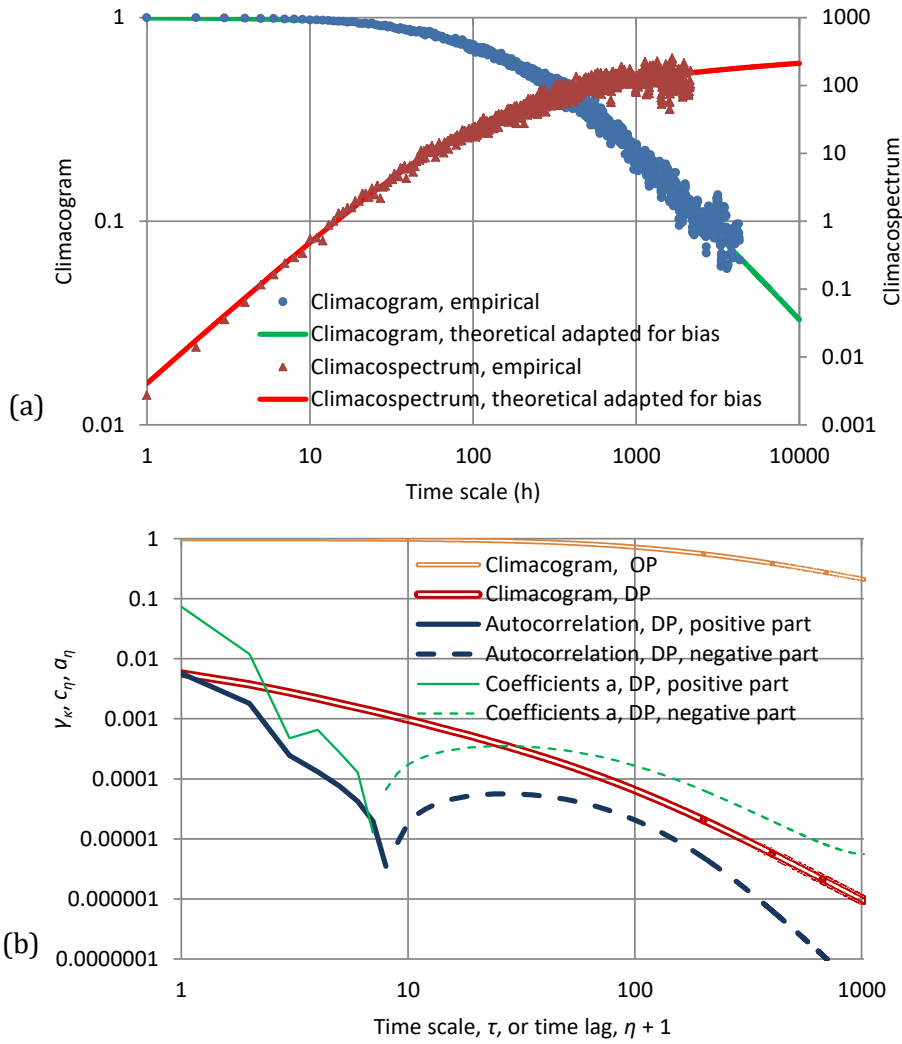 1
1000
100
10
0.1
1
0.1
0.01
0.01
0.001
Climacogram
Climacospectrum
Climacogram, empirical
Climacogram, theoretical adapted for bias
Climacospectrum, empirical
Climacospectrum, theoretical adapted for bias
(a)
1 10 100 1000 10000
Time scale (h)
1
0.1
0.01
0.001
0.0001
0.00001
0.000001
0.0000001
γκ, cη, aη
Climacogram, OP
Climacogram, DP
Autocorrelation, DP, positive part
Autocorrelation, DP, negative part
Coefficients a, DP, positive part
Coefficients a, DP, negative part
(b)
1 10 100 1000
Time scale, τ, or time lag, η + 1